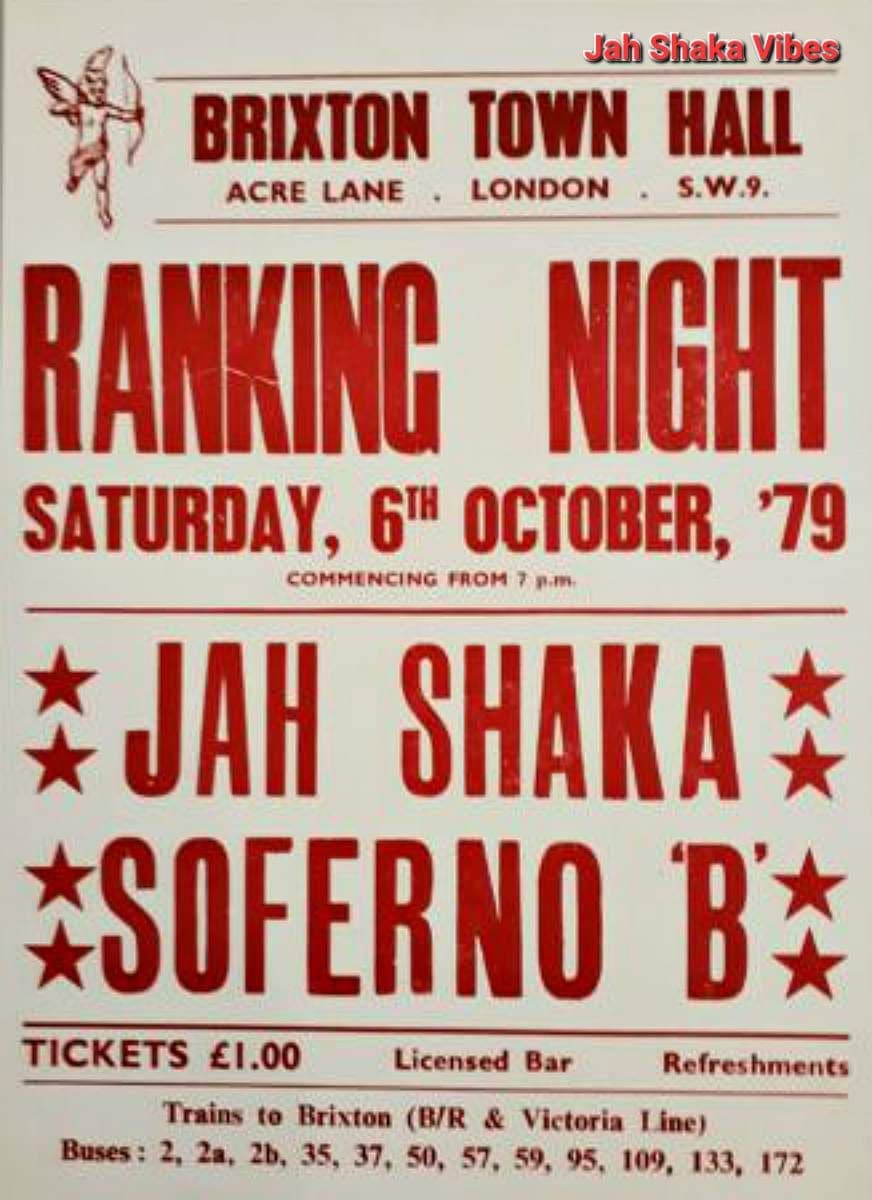 Jah Shaka Vibes
BRIXTON TOWN HALL
ACRE LANE . LONDON . S.W.9.
RANKING NIGHT
SATURDAY, 6TH OCTOBER, '79
COMMENCING FROM 7 p.m.
JAH SHAKA
SOFERNO 'B'
TICKETS £1.00 Licensed Bar Refreshments
Trains to Brixton (B/R & Victoria Line)
Buses: 2, 2a, 2b, 35, 37, 50, 57, 59, 95, 109, 133, 172